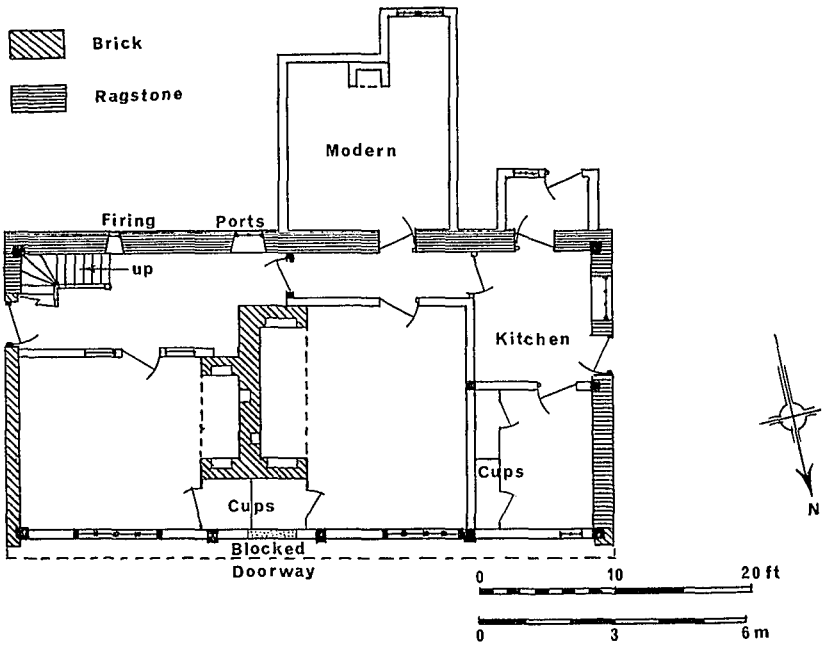 Brick
Ragstone
Modern
Firing Ports
up
Kitchen
Cups
Cups
Blocked
Doorway
N
0 10 20 ft
0 3 6 m